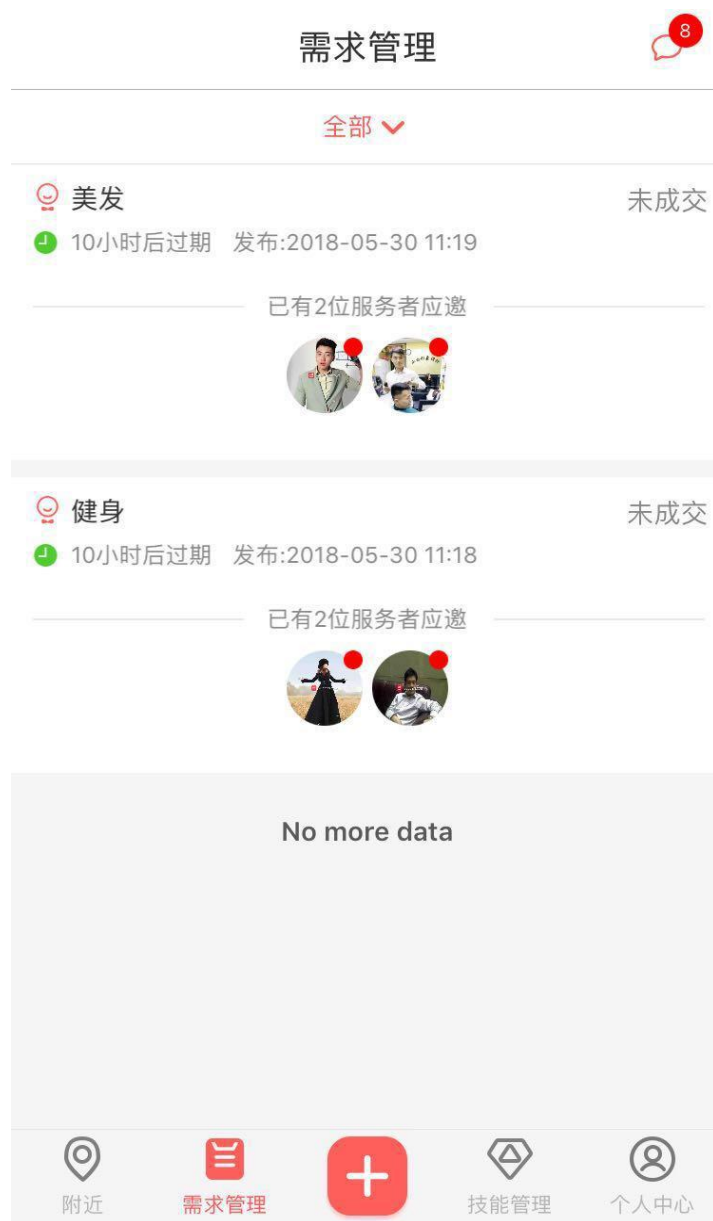 需求管理
8
全部
美发
未成交
10小时后过期 发布:2018-05-30 11:19
已有2位服务者应邀
健身
未成交
10小时后过期 发布:2018-05-30 11:18
已有2位服务者应邀
No more data
附近
需求管理
技能管理
个人中心